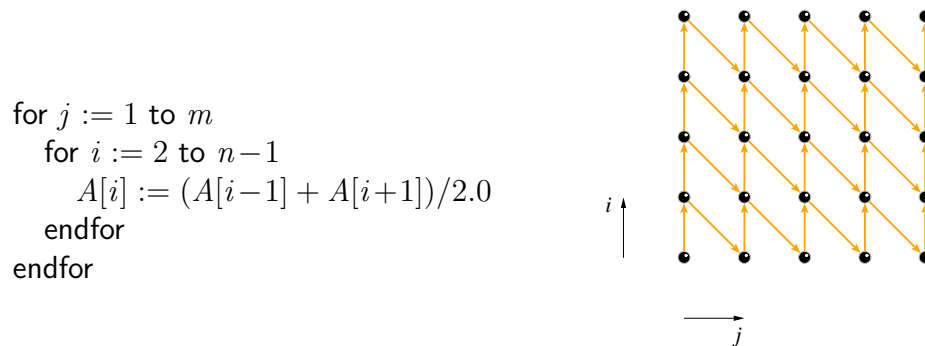 for j := 1 to m
for i := 2 to n−1
A[i] := (A[i−1] + A[i+1])/2.0
endfor
endfor
i
j